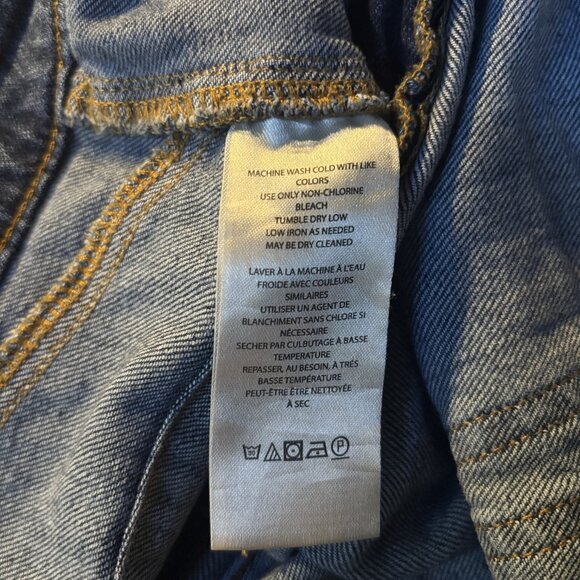 MACHINE WASH COLD WITH LIKE
COLORS
USE ONLY NON-CHLORINE
BLEACH
TUMBLE DRY LOW
LOW IRON AS NEEDED
MAY BE DRY CLEANED
LAVER À LA MACHINE À L'EAU
FROIDE AVEC COULEURS
SIMILAIRES
UTILISER UN AGENT DE
BLANCHIMENT SANS CHLORE SI
NÉCESSAIRE
SECHER PAR CULBUTAGE À BASSE
TEMPERATURE
REPASSER, AU BESOIN, À TRÉS
BASSE TEMPÉRATURE
PEUT-ÊTRE ÊTRE NETTOYÉE
À SEC
30
P